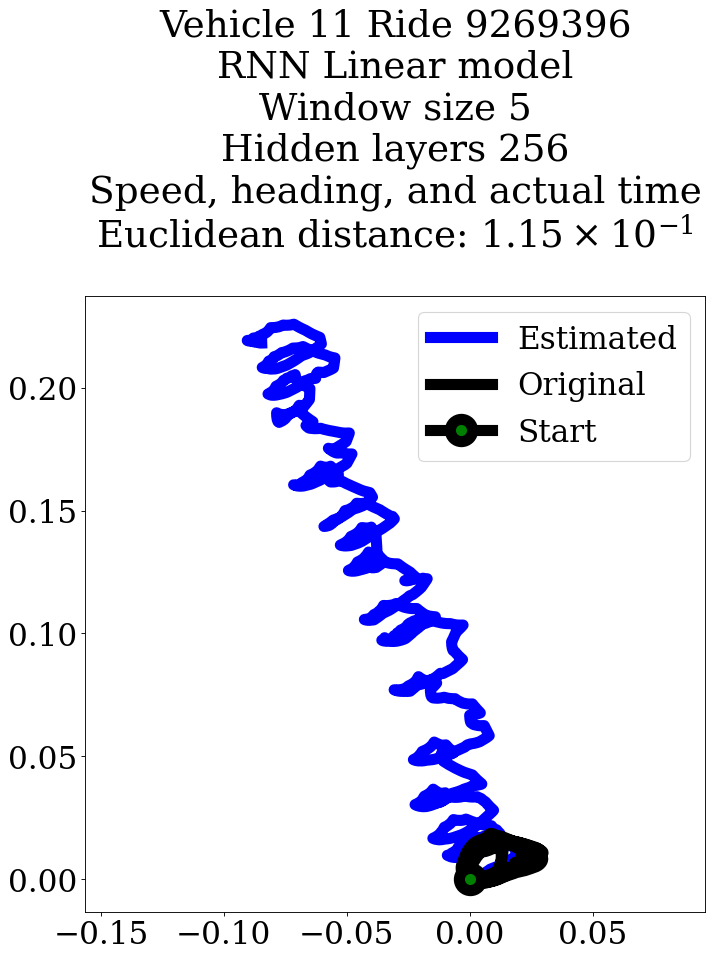 Vehicle 11 Ride 9269396
RNN Linear model
Window size 5
Hidden layers 256
Speed, heading, and actual time
Euclidean distance: 1.15 × 10⁻¹
Estimated
Original
Start
0.20
0.15
0.10
0.05
0.00
−0.15 −0.10 −0.05 0.00 0.05